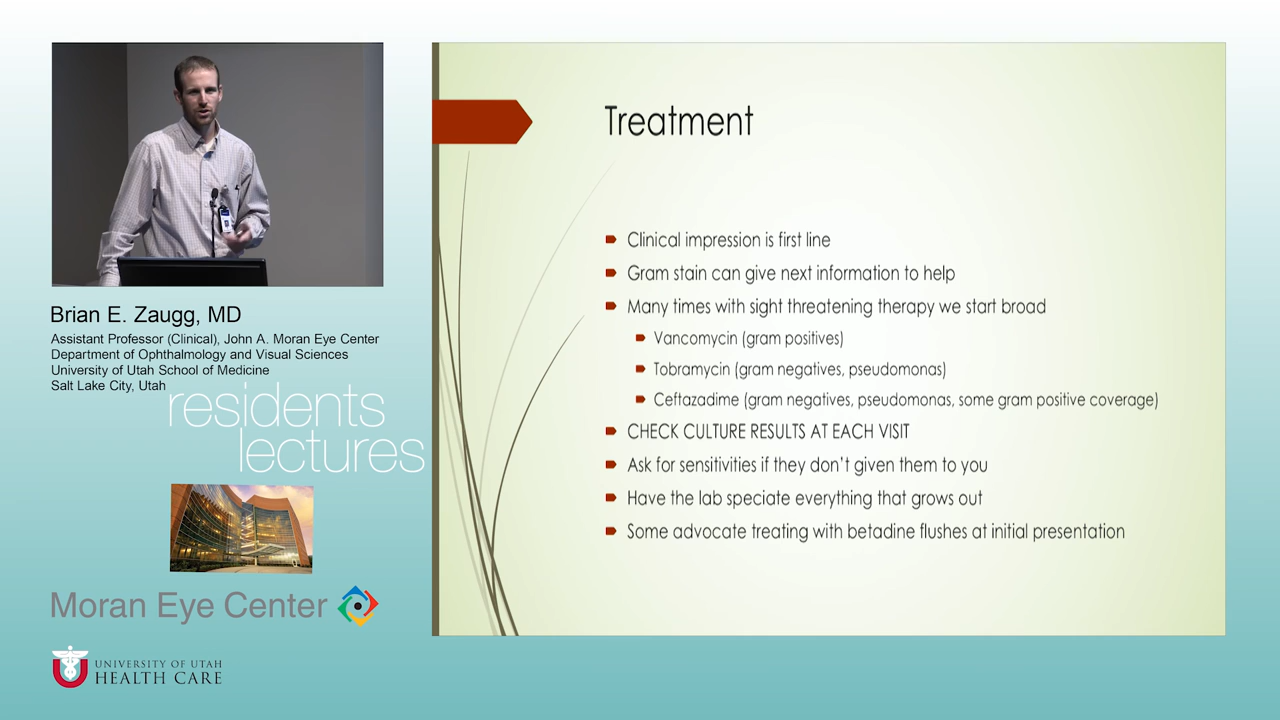 Treatment
Clinical impression is first line
Gram stain can give next information to help
Many times with sight threatening therapy we start broad
Vancomycin (gram positives)
Tobramycin (gram negatives, pseudomonas)
Ceftazadime (gram negatives, pseudomonas, some gram positive coverage)
CHECK CULTURE RESULTS AT EACH VISIT
Ask for sensitivities if they don't given them to you
Have the lab speciate everything that grows out
Some advocate treating with betadine flushes at initial presentation
Brian E. Zaugg, MD
Assistant Professor (Clinical), John A. Moran Eye Center
Department of Ophthalmology and Visual Sciences
University of Utah School of Medicine
Salt Lake City, Utah
residents
lectures
Moran Eye Center
UNIVERSITY OF UTAH
HEALTH CARE